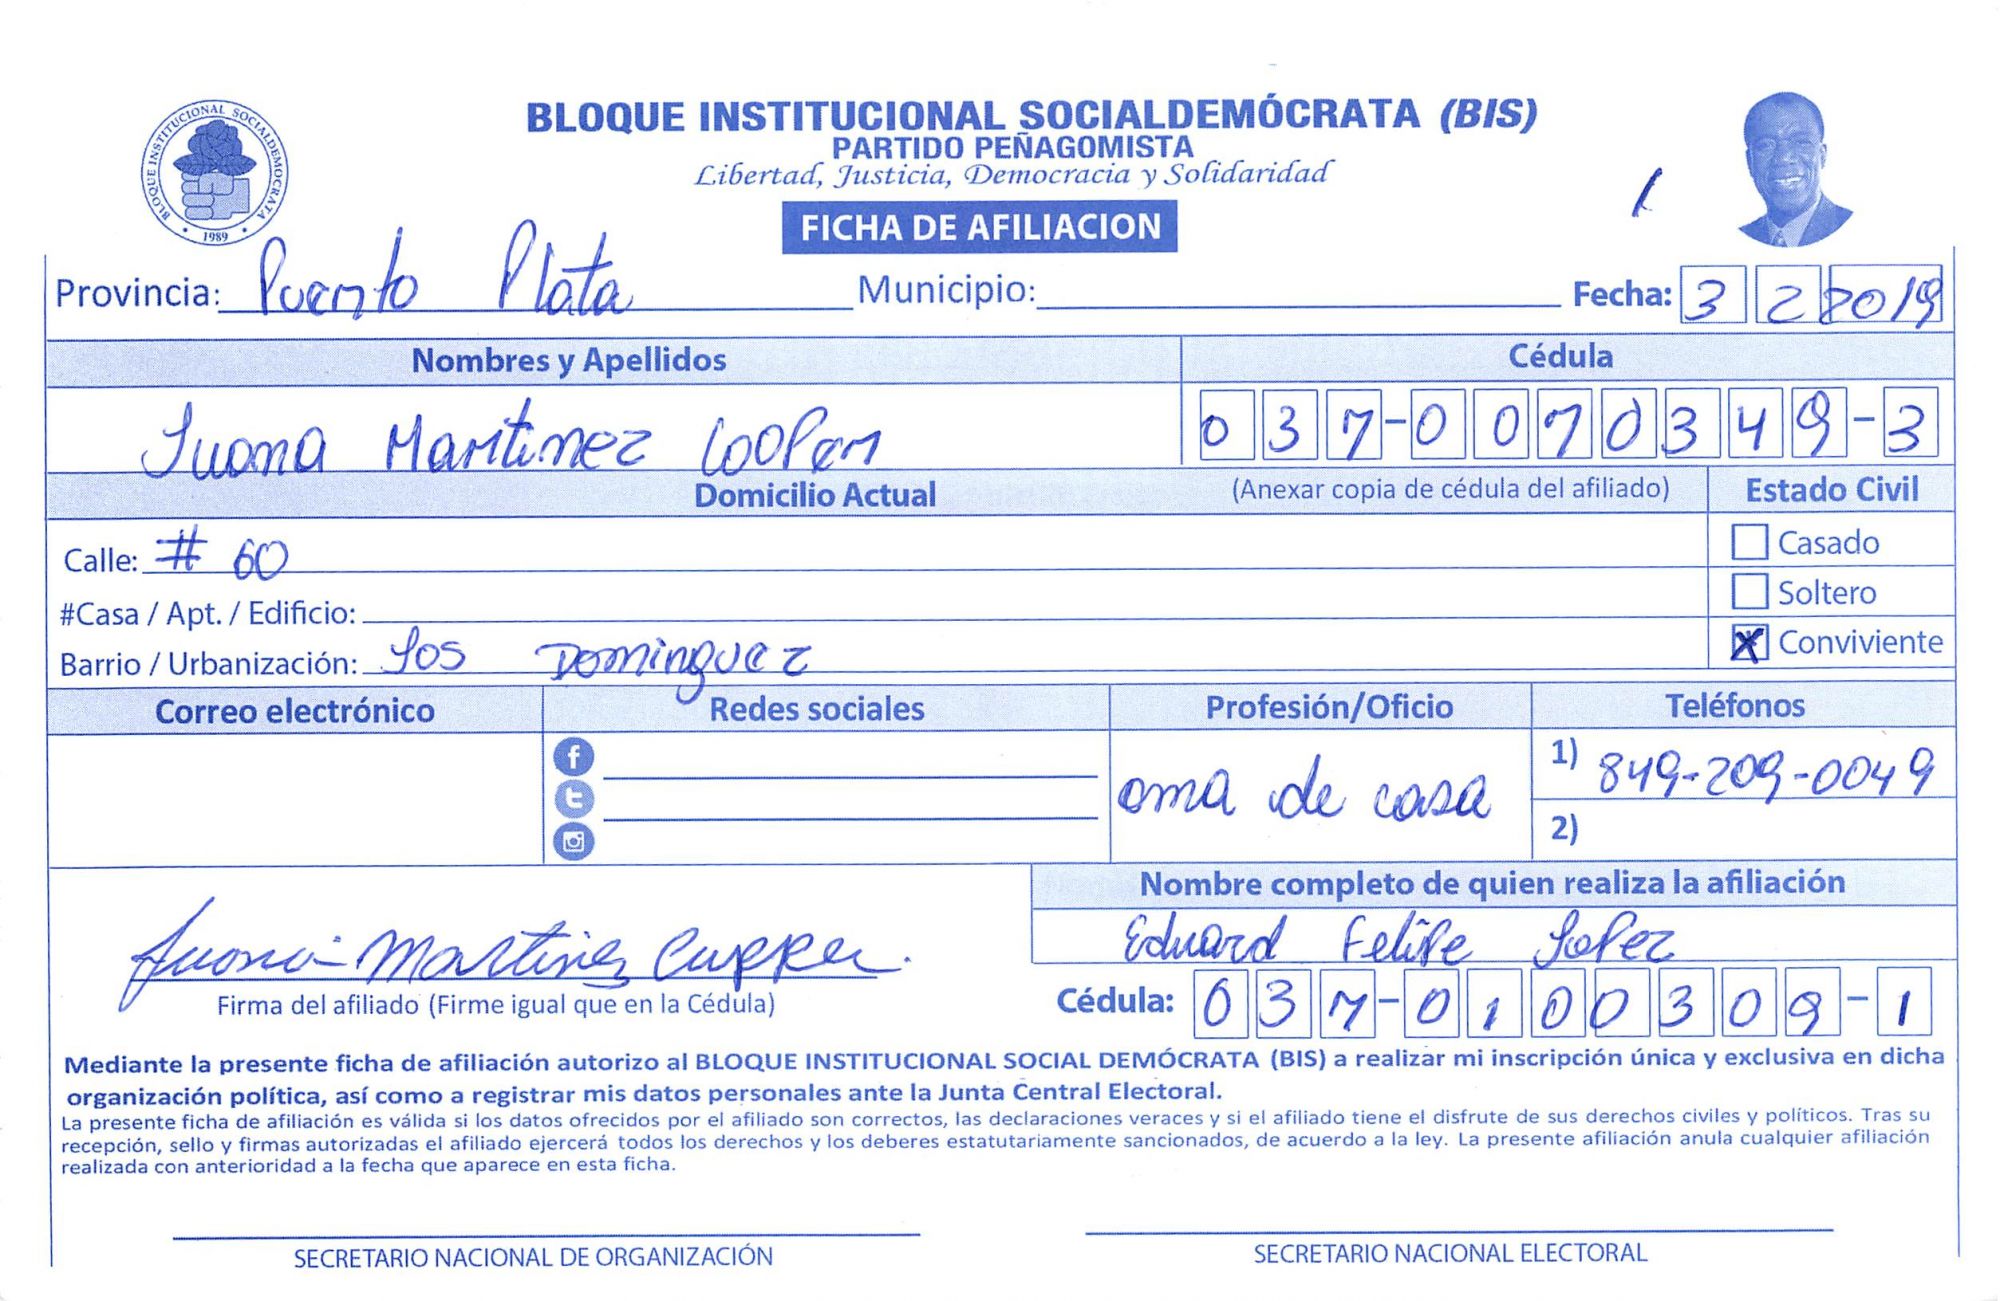 BLOQUE INSTITUCIONAL SOCIALDEMOCRATA
1989
BLOQUE INSTITUCIONAL SOCIALDEMÓCRATA (BIS)
PARTIDO PEÑAGOMISTA
Libertad, Justicia, Democracia y Solidaridad
FICHA DE AFILIACION
Provincia: Puerto Plata Municipio: Fecha: 3 2 2019
Nombres y Apellidos Cédula
Juana Martinez 037-0070349-3
Domicilio Actual (Anexar copia de cédula del afiliado) Estado Civil
Calle: # 60 Casado
#Casa / Apt. / Edificio: Soltero
Barrio / Urbanización: Los Dominguez X Conviviente
Correo electrónico Redes sociales Profesión/Oficio Teléfonos
oma de casa 1) 849-209-0049
2)
Nombre completo de quien realiza la afiliación
Eduard Felipe Lopez
Juana Martinez
Firma del afiliado (Firme igual que en la Cédula) Cédula: 037-0100309-1
Mediante la presente ficha de afiliación autorizo al BLOQUE INSTITUCIONAL SOCIAL DEMÓCRATA (BIS) a realizar mi inscripción única y exclusiva en dicha
organización política, así como a registrar mis datos personales ante la Junta Central Electoral.
La presente ficha de afiliación es válida si los datos ofrecidos por el afiliado son correctos, las declaraciones veraces y si el afiliado tiene el disfrute de sus derechos civiles y políticos. Tras su
recepción, sello y firmas autorizadas el afiliado ejercerá todos los derechos y los deberes estatutariamente sancionados, de acuerdo a la ley. La presente afiliación anula cualquier afiliación
realizada con anterioridad a la fecha que aparece en esta ficha.
SECRETARIO NACIONAL DE ORGANIZACIÓN SECRETARIO NACIONAL ELECTORAL